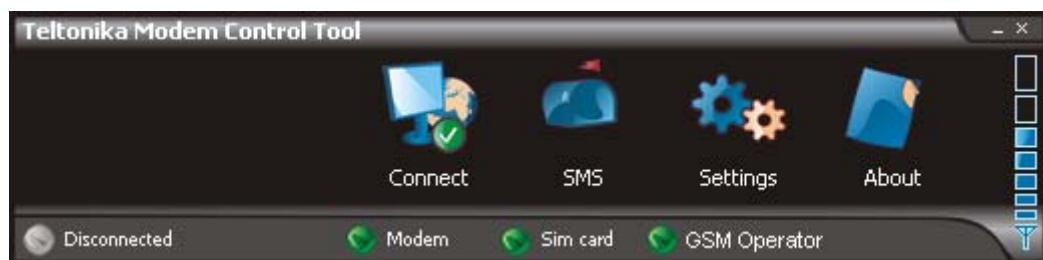 Teltonika Modem Control Tool
Connect SMS Settings About
Disconnected Modem Sim card GSM Operator